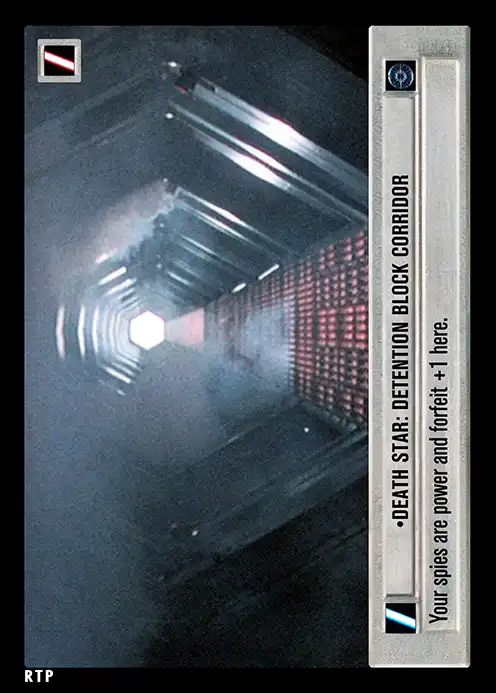 •DEATH STAR: DETENTION BLOCK CORRIDOR
Your spies are power and forfeit +1 here.
RTP